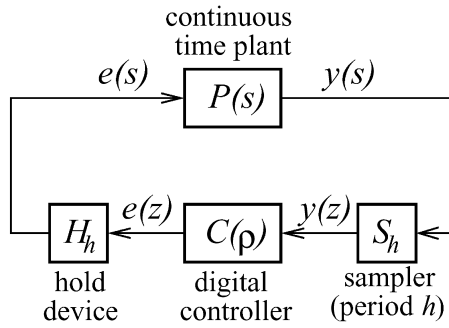 continuous
time plant
e(s)
P(s)
y(s)
e(z)
y(z)
H_h
C(ρ)
S_h
hold
device
digital
controller
sampler
(period h)